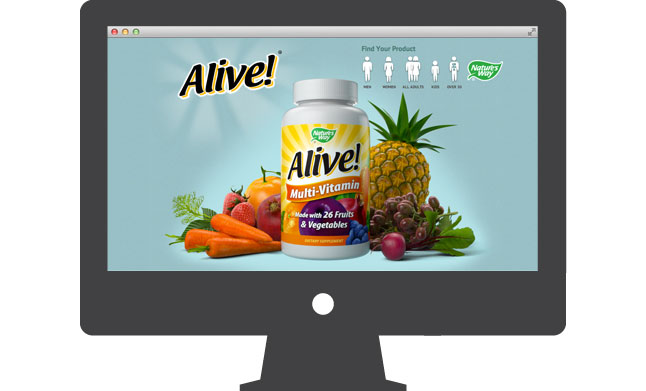 Alive!®
Find Your Product
MEN WOMEN ALL ADULTS KIDS OVER 50
Nature's Way
Nature's Way
Alive!
Multi-Vitamin
Made with 26 Fruits
& Vegetables
DIETARY SUPPLEMENT